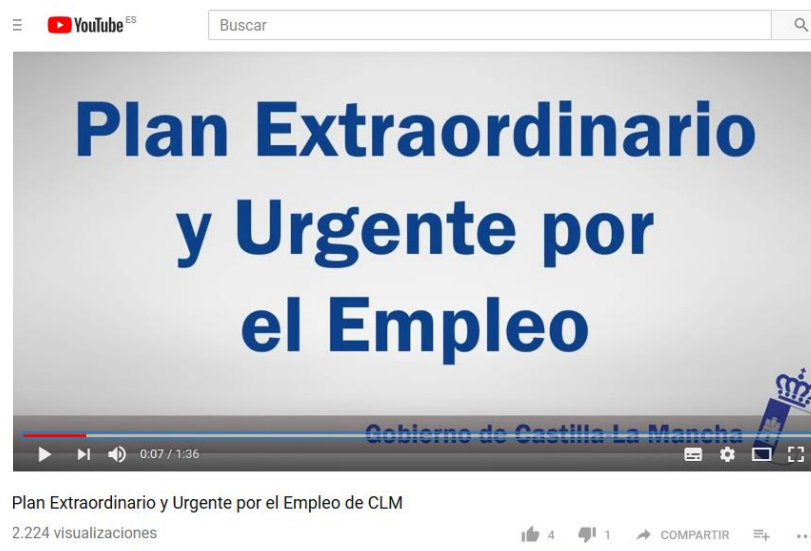 YouTube ES
Buscar
Plan Extraordinario
y Urgente por
el Empleo
Gobierno de Castilla-La Mancha
0:07 / 1:36
Plan Extraordinario y Urgente por el Empleo de CLM
2.224 visualizaciones
4 1 COMPARTIR